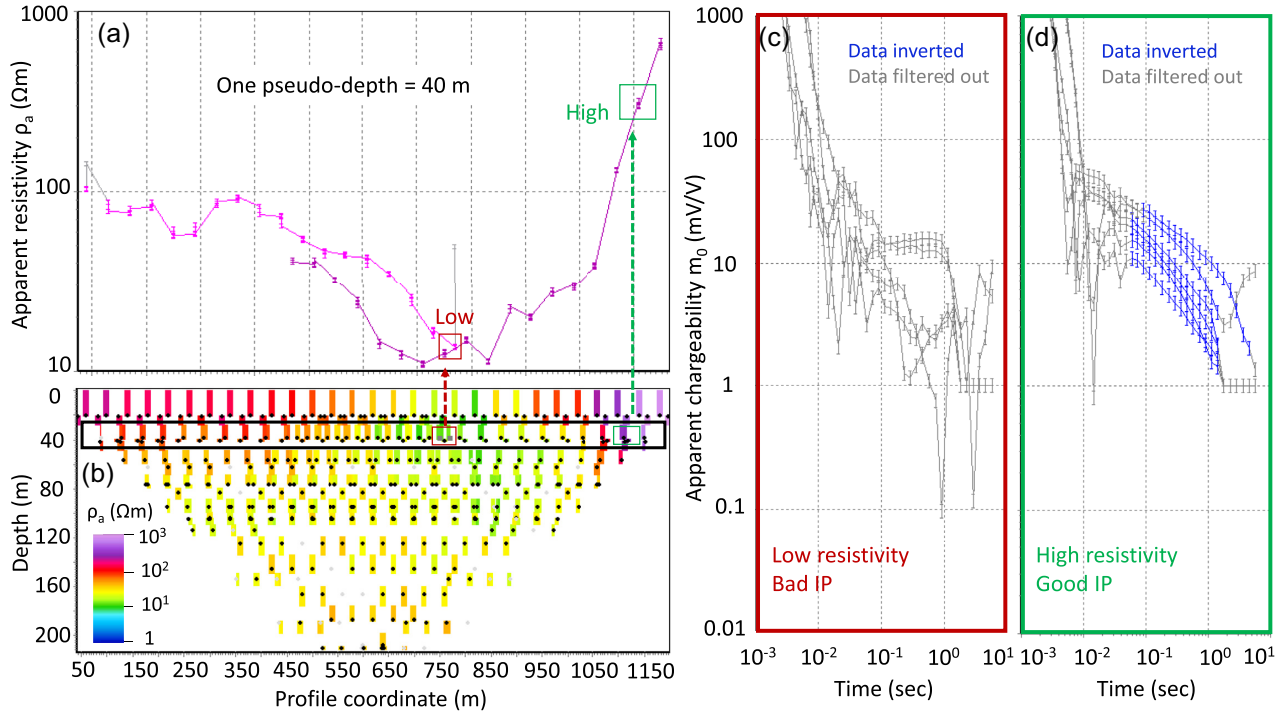 (a)
One pseudo-depth = 40 m
High
Low
Apparent resistivity ρa (Ωm)
1000
100
10
(b)
Depth (m)
0
40
80
120
160
200
ρa (Ωm)
10³
10²
10¹
1
50 150 250 350 450 550 650 750 850 950 1050 1150
Profile coordinate (m)
(c)
Data inverted
Data filtered out
Low resistivity
Bad IP
Apparent chargeability m₀ (mV/V)
1000
100
10
1
0.1
0.01
10⁻³ 10⁻² 10⁻¹ 10⁰ 10¹
Time (sec)
(d)
Data inverted
Data filtered out
High resistivity
Good IP
10⁻³ 10⁻² 10⁻¹ 10⁰ 10¹
Time (sec)